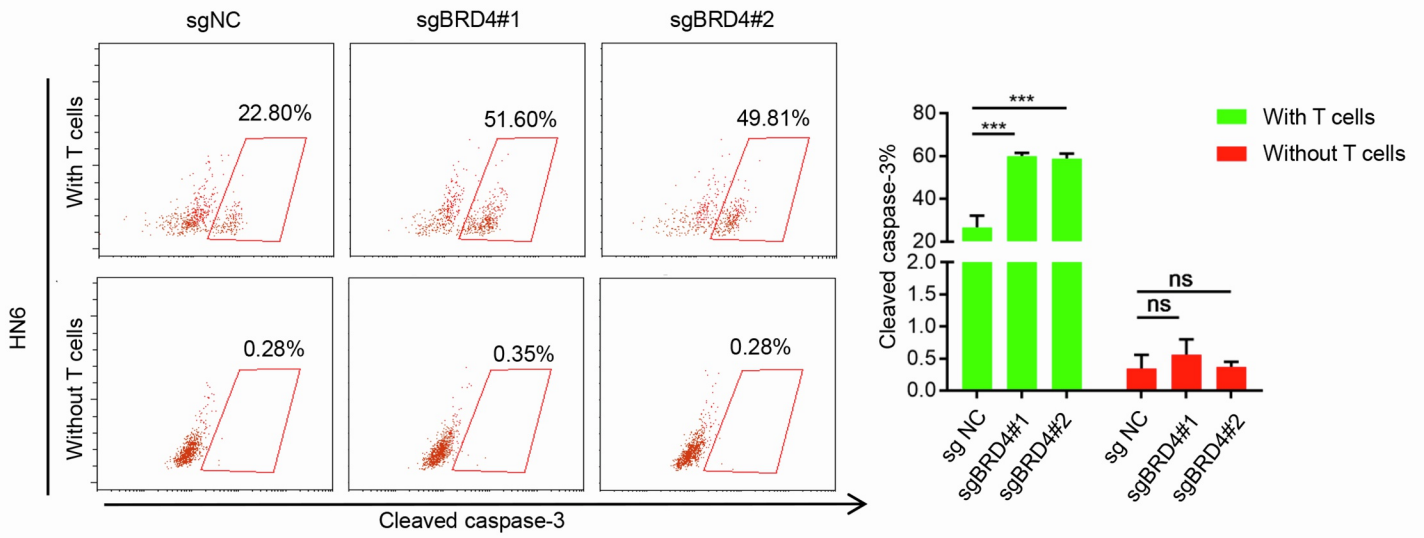 sgNC
sgBRD4#1
sgBRD4#2
HN6
With T cells
22.80%
51.60%
49.81%
Without T cells
0.28%
0.35%
0.28%
Cleaved caspase-3
Cleaved caspase-3%
80
60
40
20
2.0
1.5
1.0
0.5
0.0
***
***
ns
ns
sg NC
sgBRD4#1
sgBRD4#2
sg NC
sgBRD4#1
sgBRD4#2
With T cells
Without T cells